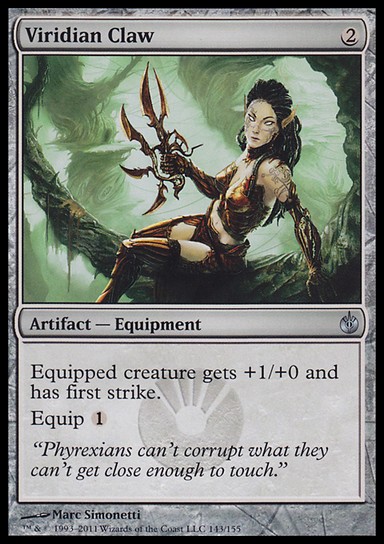 Viridian Claw 2
Artifact — Equipment
Equipped creature gets +1/+0 and
has first strike.
Equip 1
“Phyrexians can’t corrupt what they
can’t get close enough to touch.”
Marc Simonetti
™ & © 1993–2011 Wizards of the Coast LLC 143/155